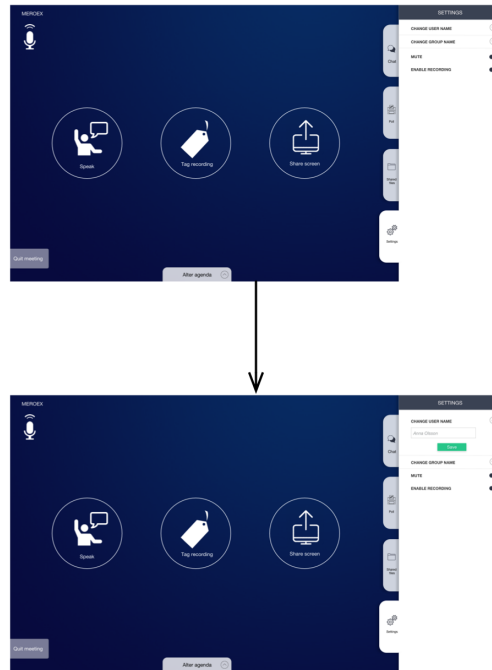 MEROEX
SETTINGS
CHANGE USER NAME
CHANGE GROUP NAME
MUTE
ENABLE RECORDING
Chat
Poll
Shared
files
Settings
Speak
Tag recording
Share screen
Quit meeting
Alter agenda
MEROEX
SETTINGS
CHANGE USER NAME
Anna Olsson
Save
CHANGE GROUP NAME
MUTE
ENABLE RECORDING
Chat
Poll
Shared
files
Settings
Speak
Tag recording
Share screen
Quit meeting
Alter agenda